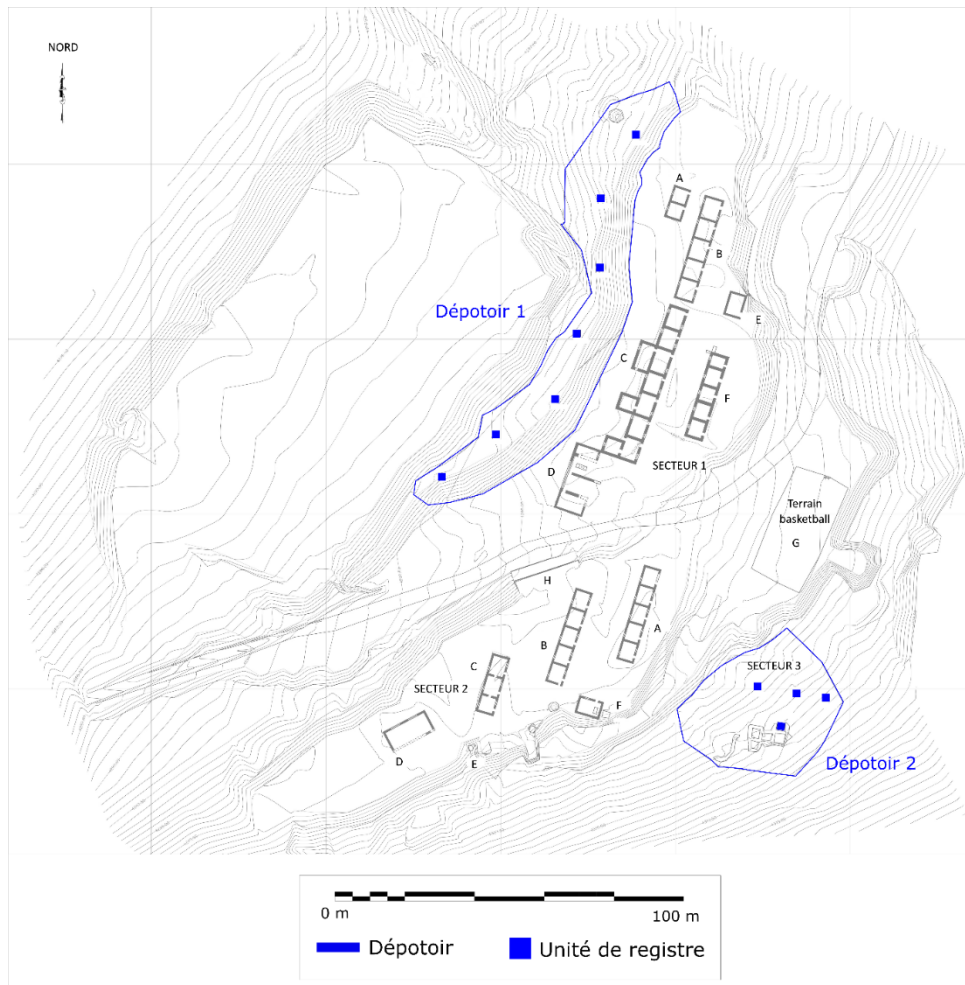 NORD
A
B
Dépotoir 1
E
C
F
SECTEUR 1
D
Terrain
basketball
G
H
A
B
C
SECTEUR 3
SECTEUR 2
F
D
E
Dépotoir 2
0 m
100 m
Dépotoir
Unité de registre